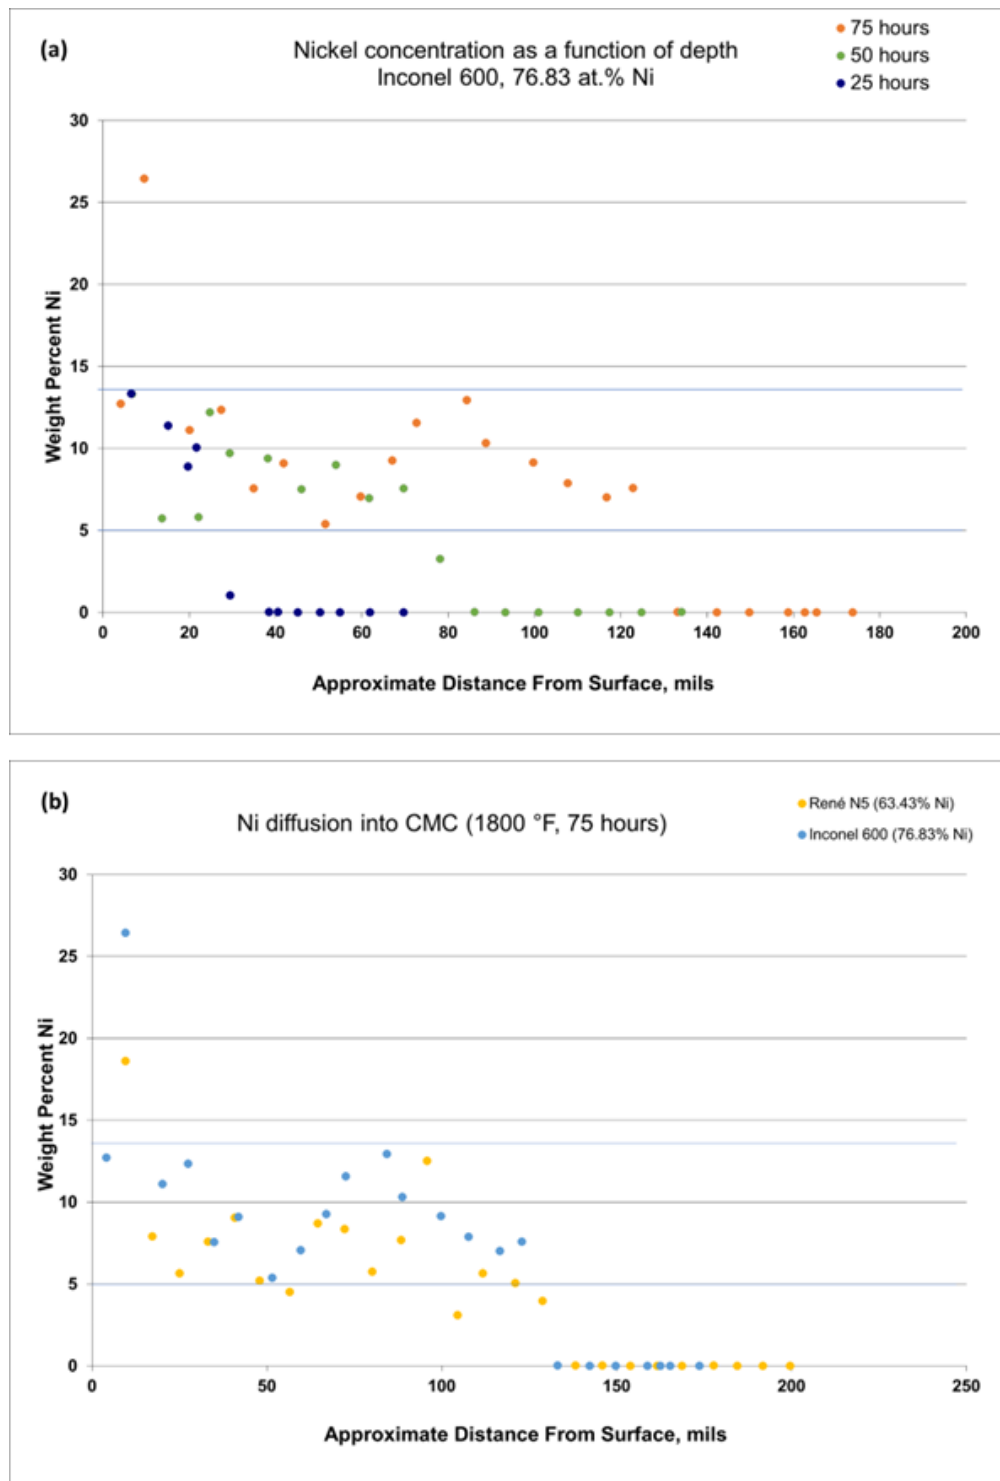 (a)
Nickel concentration as a function of depth
Inconel 600, 76.83 at.% Ni
75 hours
50 hours
25 hours
30
25
20
15
10
5
0
Weight Percent Ni
0 20 40 60 80 100 120 140 160 180 200
Approximate Distance From Surface, mils
(b)
Ni diffusion into CMC (1800 °F, 75 hours)
René N5 (63.43% Ni)
Inconel 600 (76.83% Ni)
30
25
20
15
10
5
0
Weight Percent Ni
0 50 100 150 200 250
Approximate Distance From Surface, mils